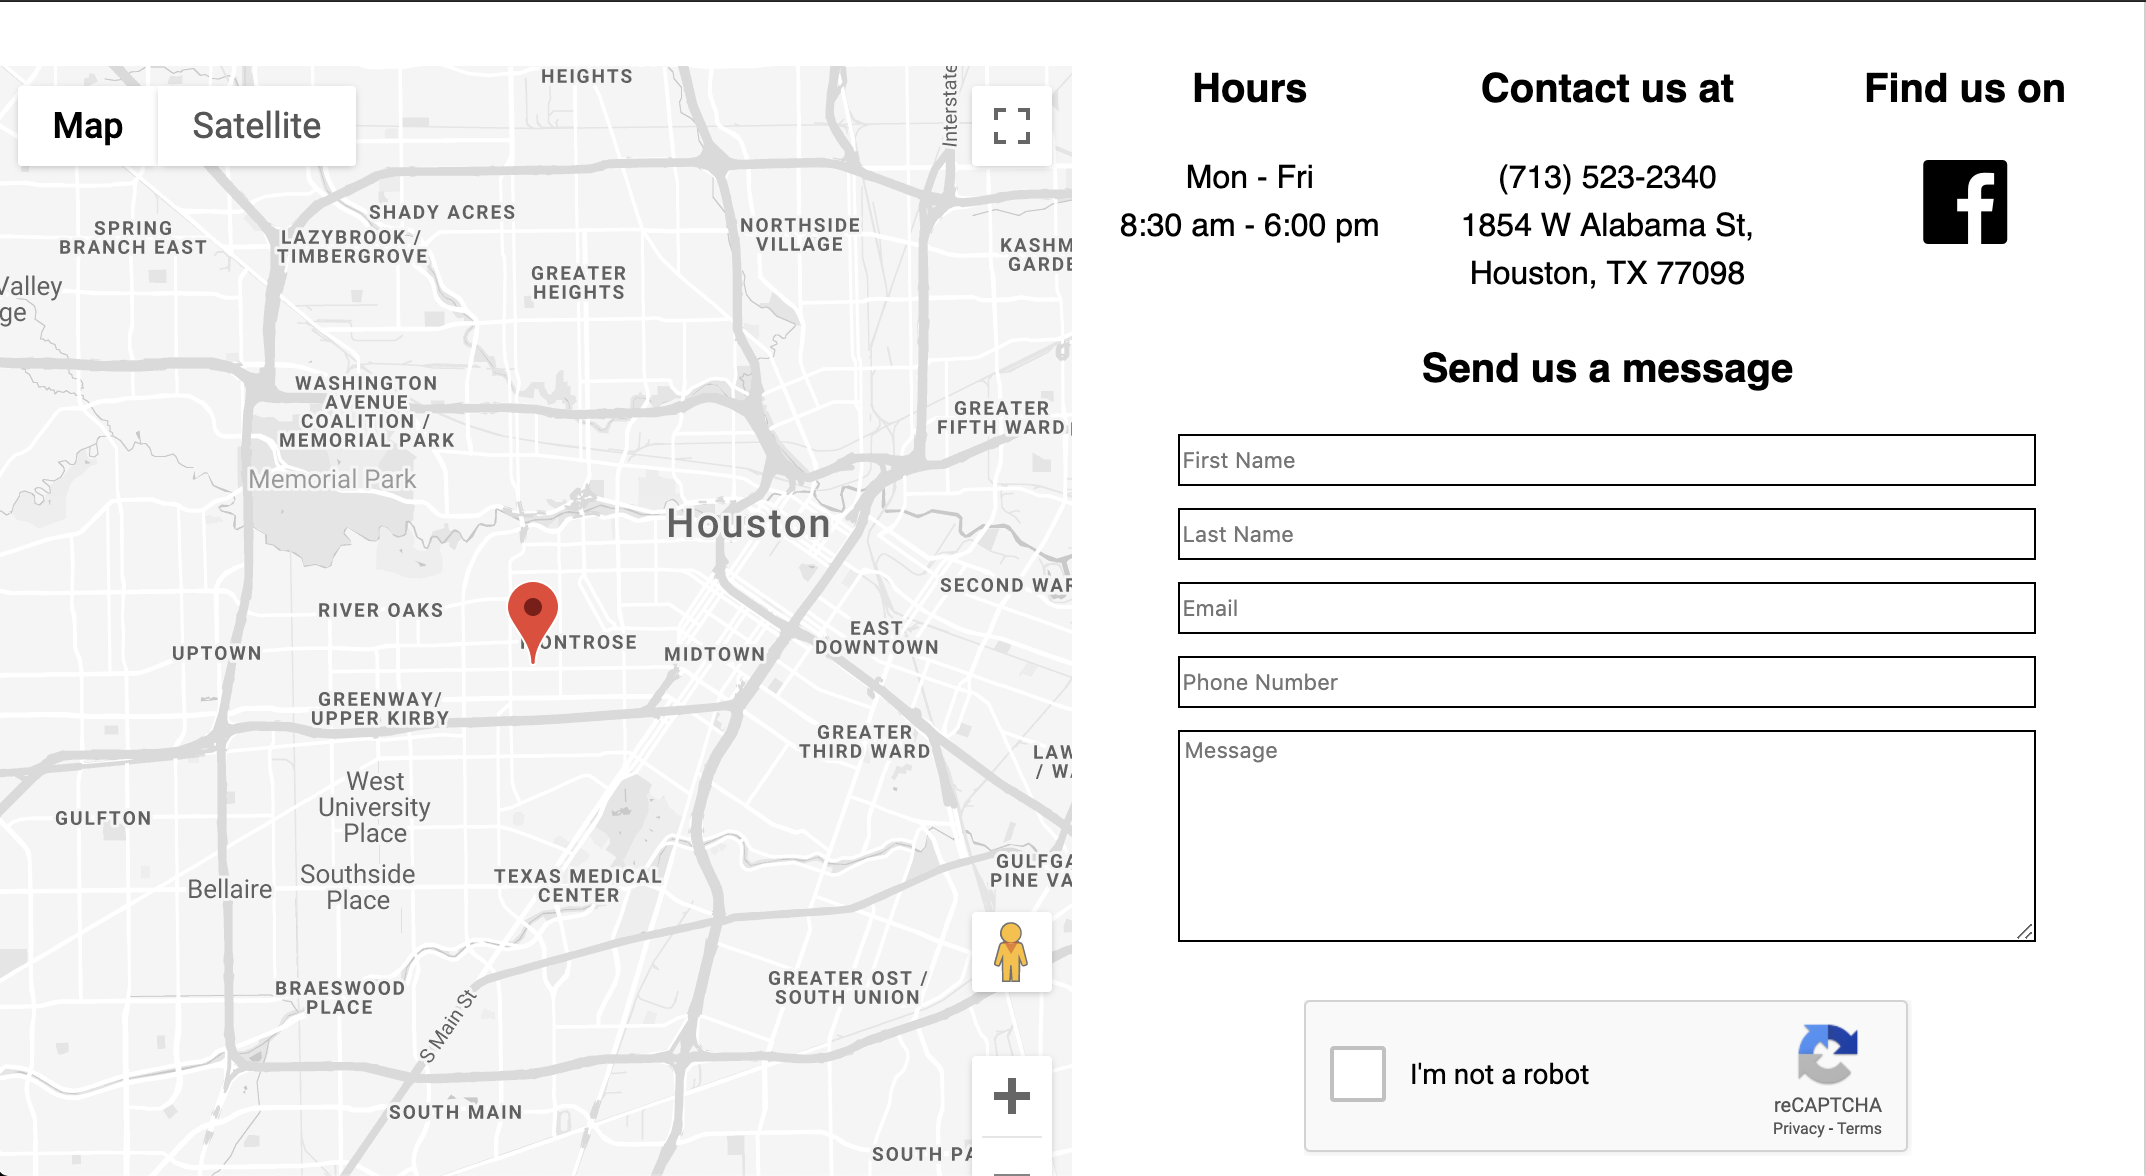 HEIGHTS
Interstate
Map
Satellite
SHADY ACRES
SPRING
BRANCH EAST
LAZYBROOK /
TIMBERGROVE
NORTHSIDE
VILLAGE
KASHM
GARDE
GREATER
HEIGHTS
Valley
ge
WASHINGTON
AVENUE
COALITION /
MEMORIAL PARK
GREATER
FIFTH WARD
Memorial Park
Houston
SECOND WAR
RIVER OAKS
MONTROSE
UPTOWN
MIDTOWN
EAST
DOWNTOWN
GREENWAY/
UPPER KIRBY
GREATER
THIRD WARD
LAW
/ WA
West
University
Place
GULFTON
Southside
Place
Bellaire
TEXAS MEDICAL
CENTER
GULFGA
PINE VA
BRAESWOOD
PLACE
GREATER OST /
SOUTH UNION
S Main St
SOUTH MAIN
SOUTH PA
Hours
Mon - Fri
8:30 am - 6:00 pm
Contact us at
(713) 523-2340
1854 W Alabama St,
Houston, TX 77098
Find us on
Send us a message
First Name
Last Name
Email
Phone Number
Message
I'm not a robot
reCAPTCHA
Privacy - Terms